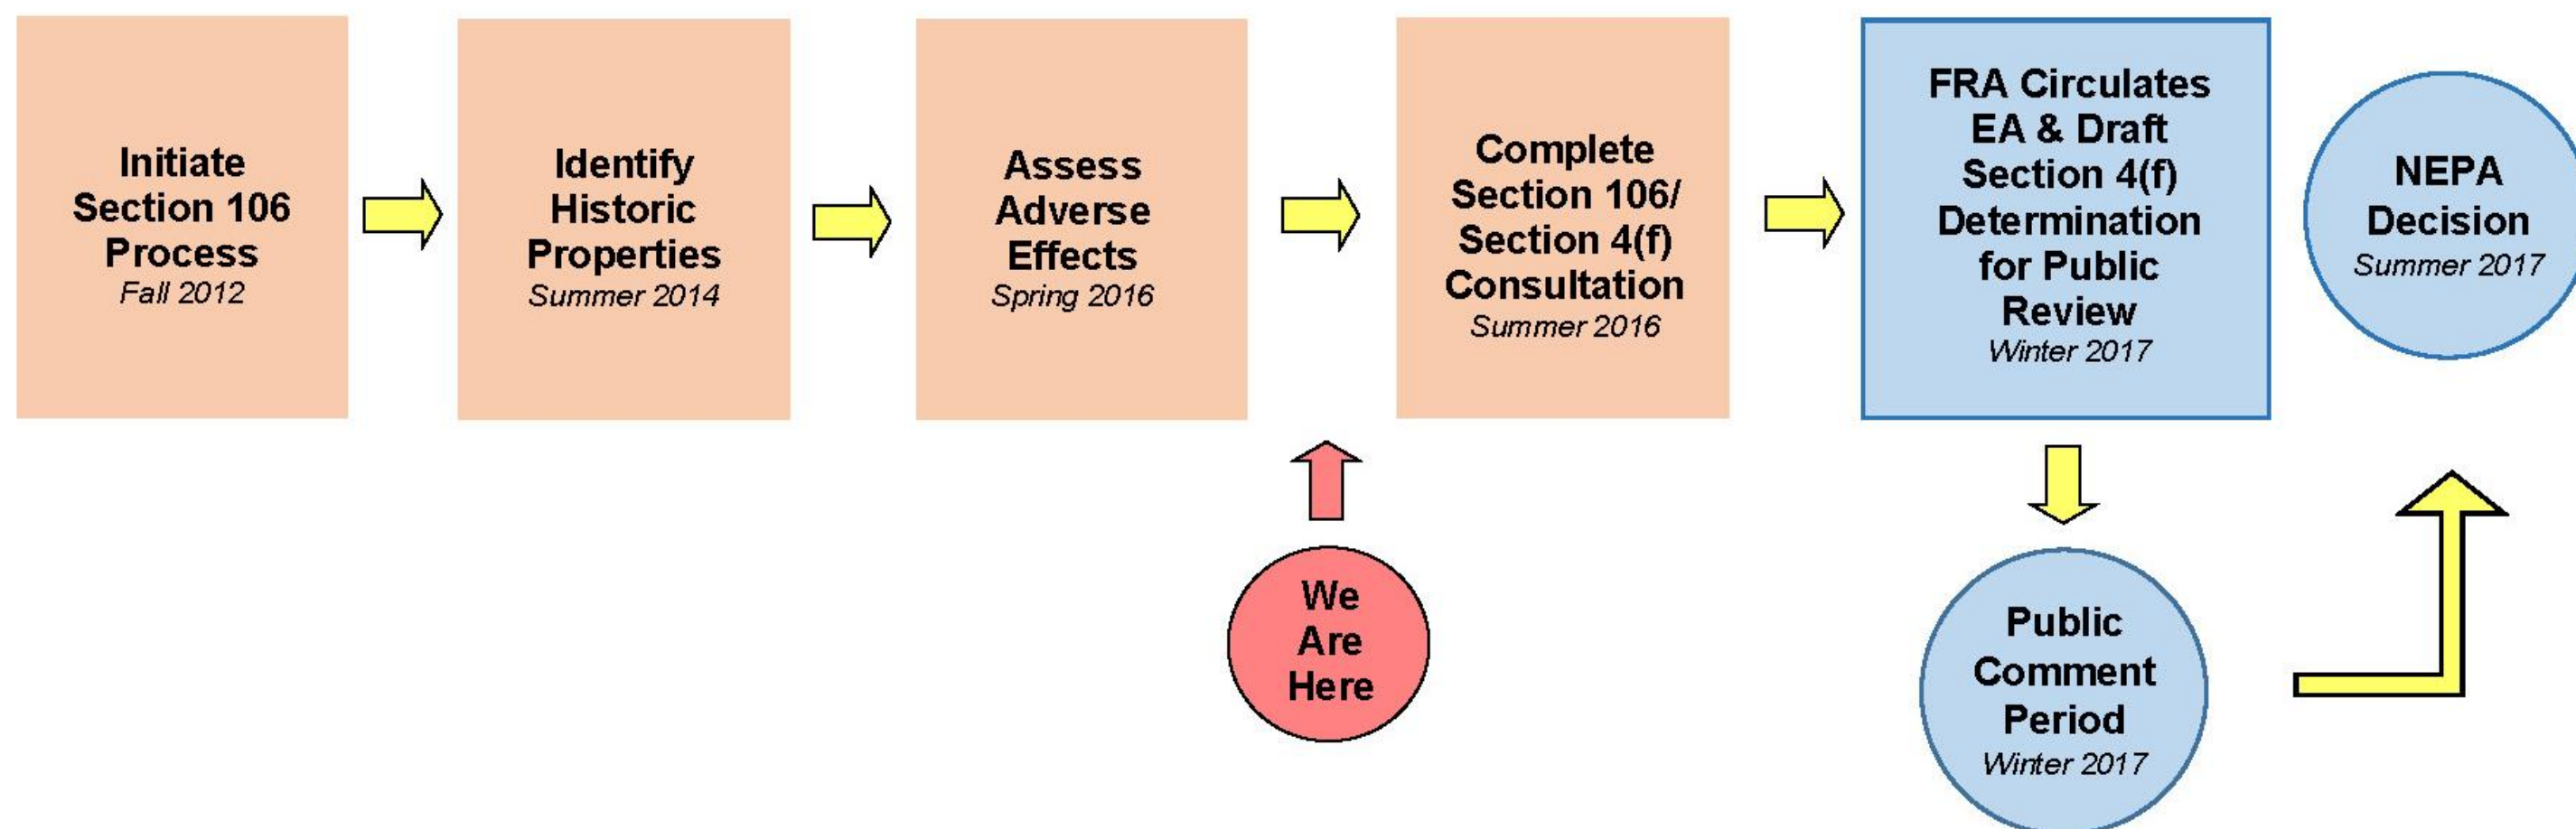 Initiate
Section 106
Process
Fall 2012
Identify
Historic
Properties
Summer 2014
Assess
Adverse
Effects
Spring 2016
Complete
Section 106/
Section 4(f)
Consultation
Summer 2016
FRA Circulates
EA & Draft
Section 4(f)
Determination
for Public
Review
Winter 2017
NEPA
Decision
Summer 2017
We
Are
Here
Public
Comment
Period
Winter 2017